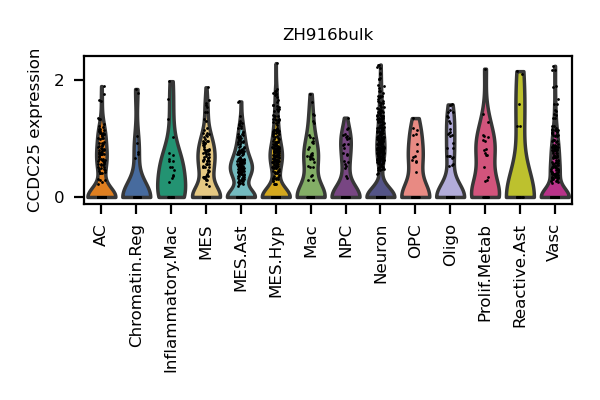 ZH916bulk
CCDC25 expression
2
0
AC
Chromatin.Reg
Inflammatory.Mac
MES
MES.Ast
MES.Hyp
Mac
NPC
Neuron
OPC
Oligo
Prolif.Metab
Reactive.Ast
Vasc